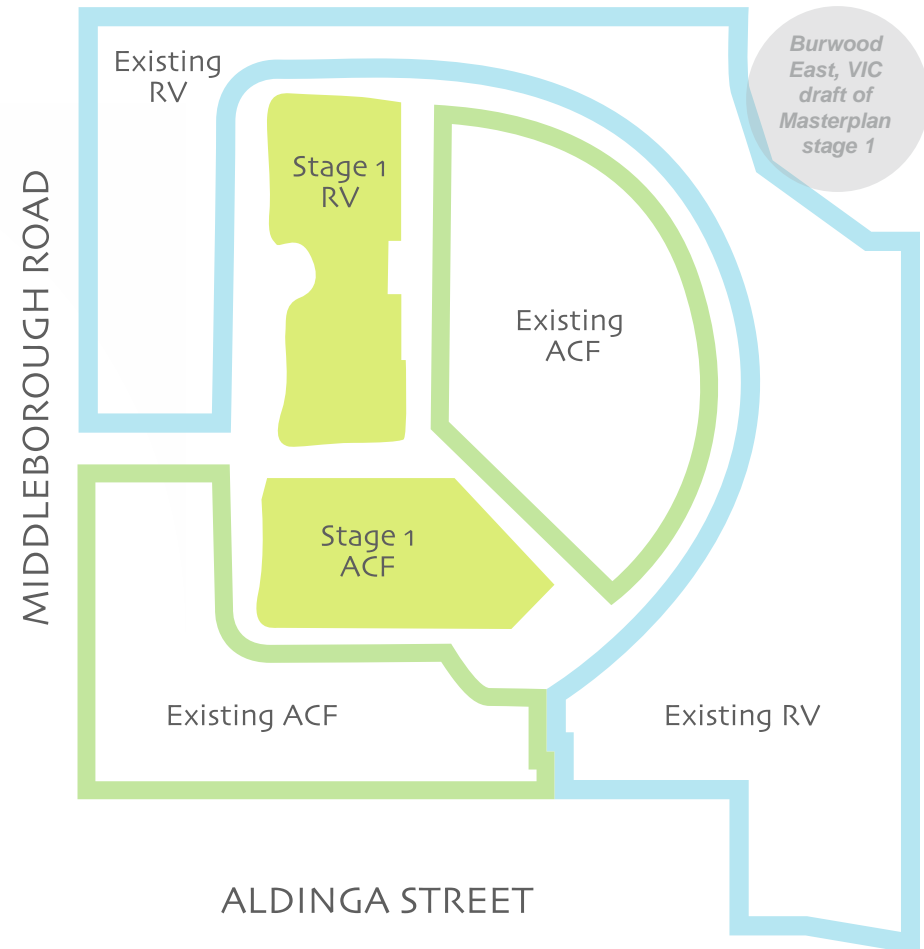 Burwood
East, VIC
draft of
Masterplan
stage 1
Existing
RV
Stage 1
RV
MIDDLEBOROUGH ROAD
Existing
ACF
Stage 1
ACF
Existing ACF
Existing RV
ALDINGA STREET